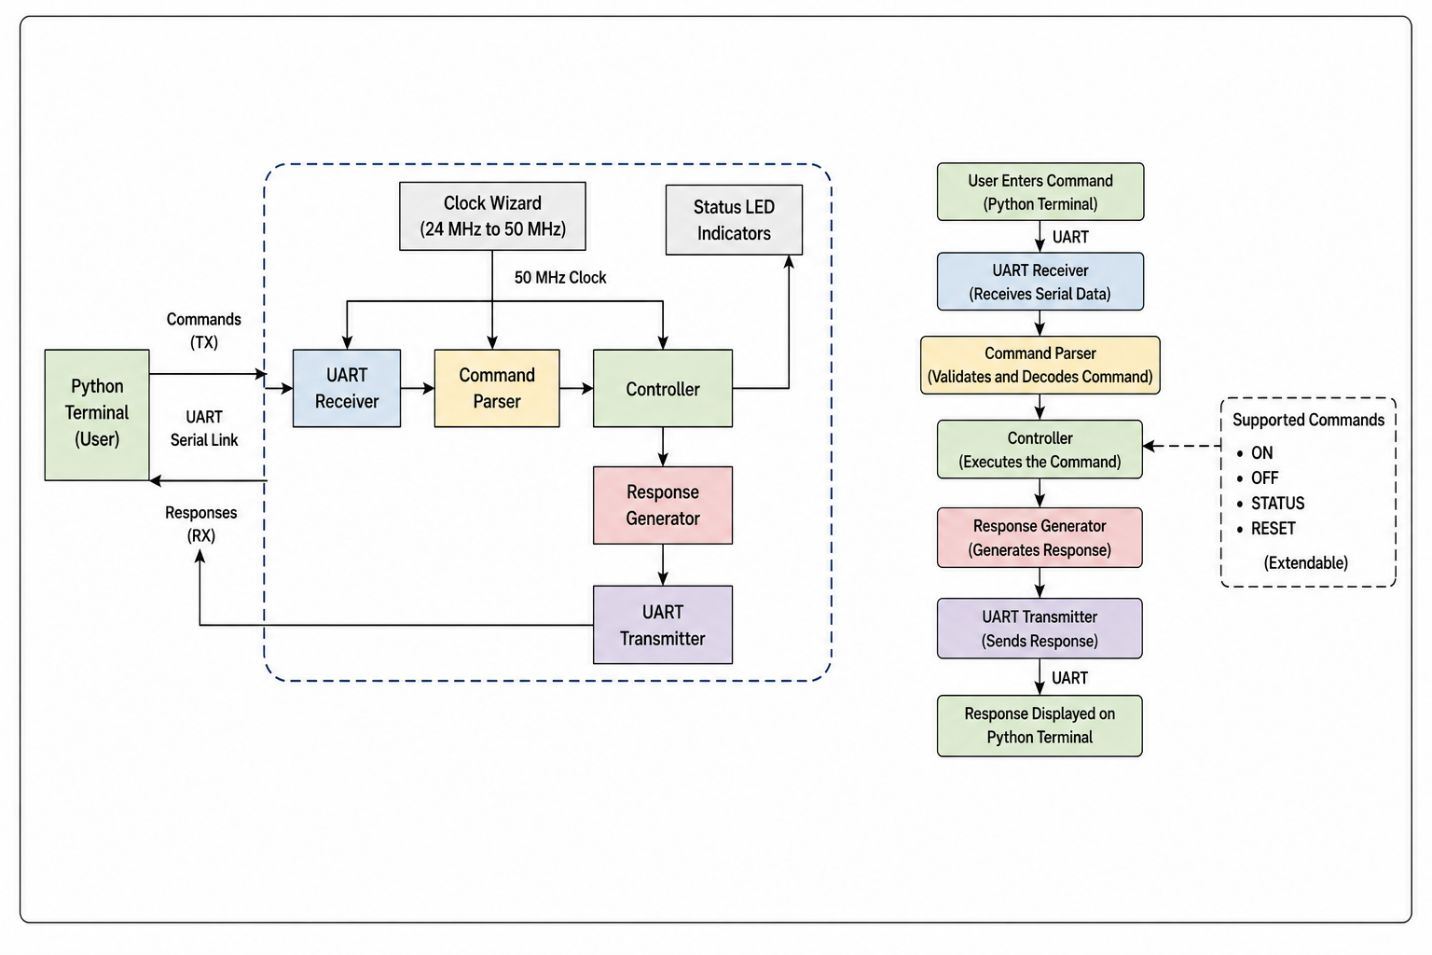 Clock Wizard
(24 MHz to 50 MHz)
Status LED
Indicators
50 MHz Clock
Commands
(TX)
Python
Terminal
(User)
UART
Serial Link
Responses
(RX)
UART
Receiver
Command
Parser
Controller
Response
Generator
UART
Transmitter
User Enters Command
(Python Terminal)
UART
UART Receiver
(Receives Serial Data)
Command Parser
(Validates and Decodes Command)
Controller
(Executes the Command)
Response Generator
(Generates Response)
UART Transmitter
(Sends Response)
UART
Response Displayed on
Python Terminal
Supported Commands
• ON
• OFF
• STATUS
• RESET
(Extendable)